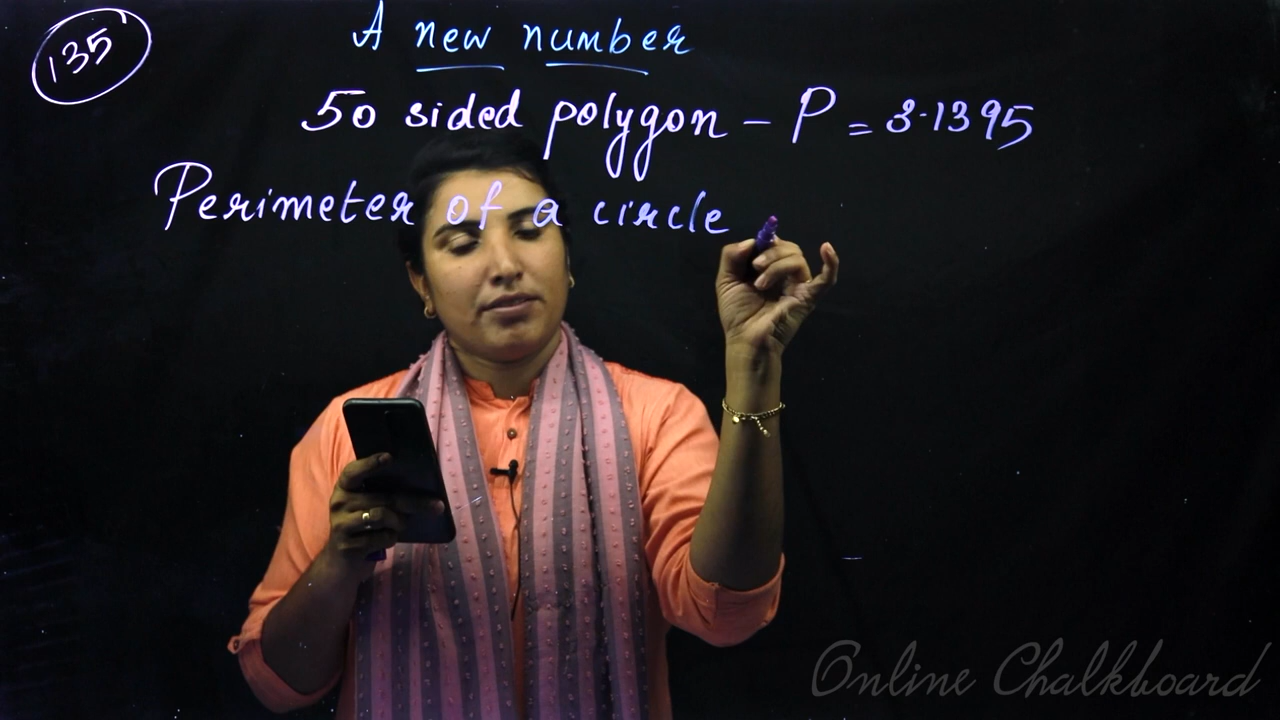 135
A new number
50 sided polygon - P = 3.1395
Perimeter of a circle
Online Chalkboard